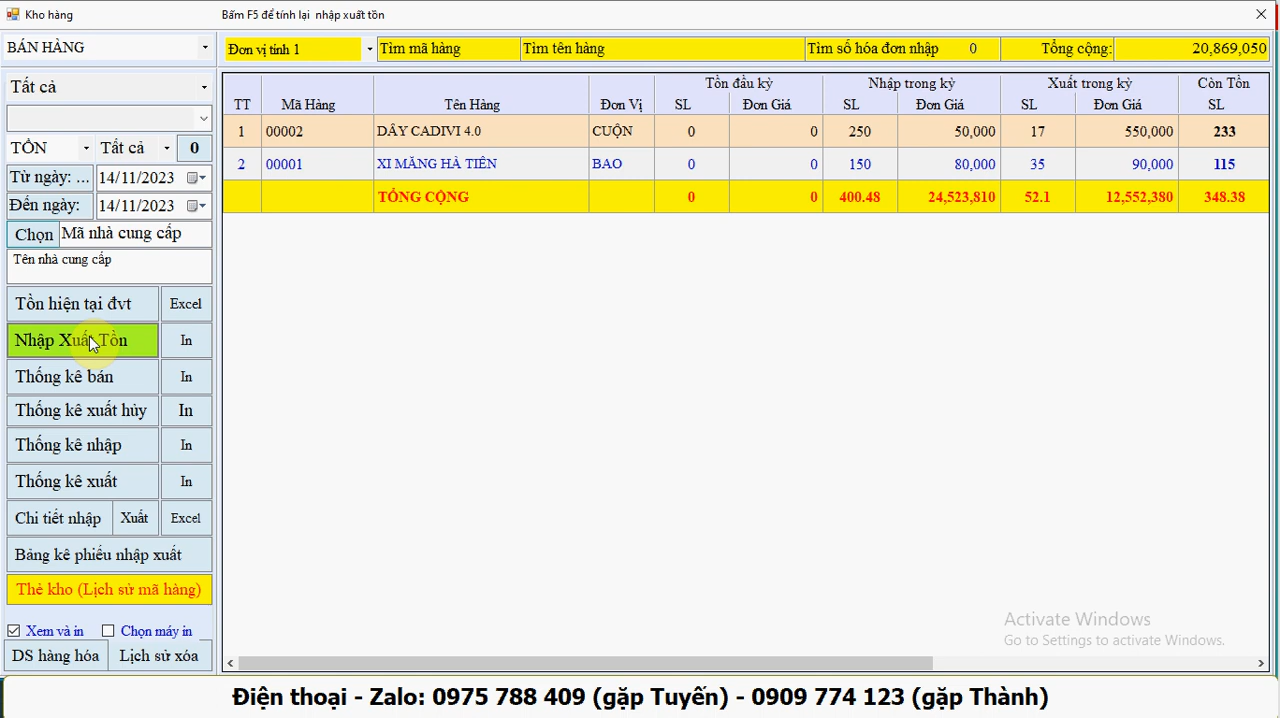 Kho hàng
Bấm F5 để tính lại nhập xuất tồn
BÁN HÀNG
Đơn vị tính 1
Tìm mã hàng
Tìm tên hàng
Tìm số hóa đơn nhập 0
Tổng cộng: 20,869,050
Tất cả
TỒN Tất cả 0
Từ ngày: ... 14/11/2023
Đến ngày: 14/11/2023
Chọn Mã nhà cung cấp
Tên nhà cung cấp
Tồn hiện tại đvt Excel
Nhập Xuất Tồn In
Thống kê bán In
Thống kê xuất hủy In
Thống kê nhập In
Thống kê xuất In
Chi tiết nhập Xuất Excel
Bảng kê phiếu nhập xuất
Thẻ kho (Lịch sử mã hàng)
Xem và in Chọn máy in
DS hàng hóa Lịch sử xóa
Tồn đầu kỳ Nhập trong kỳ Xuất trong kỳ Còn Tồn
TT Mã Hàng Tên Hàng Đơn Vị SL Đơn Giá SL Đơn Giá SL Đơn Giá SL
1 00002 DÂY CADIVI 4.0 CUỘN 0 0 250 50,000 17 550,000 233
2 00001 XI MĂNG HÀ TIÊN BAO 0 0 150 80,000 35 90,000 115
TỔNG CỘNG 0 0 400.48 24,523,810 52.1 12,552,380 348.38
Activate Windows
Go to Settings to activate Windows.
Điện thoại - Zalo: 0975 788 409 (gặp Tuyến) - 0909 774 123 (gặp Thành)